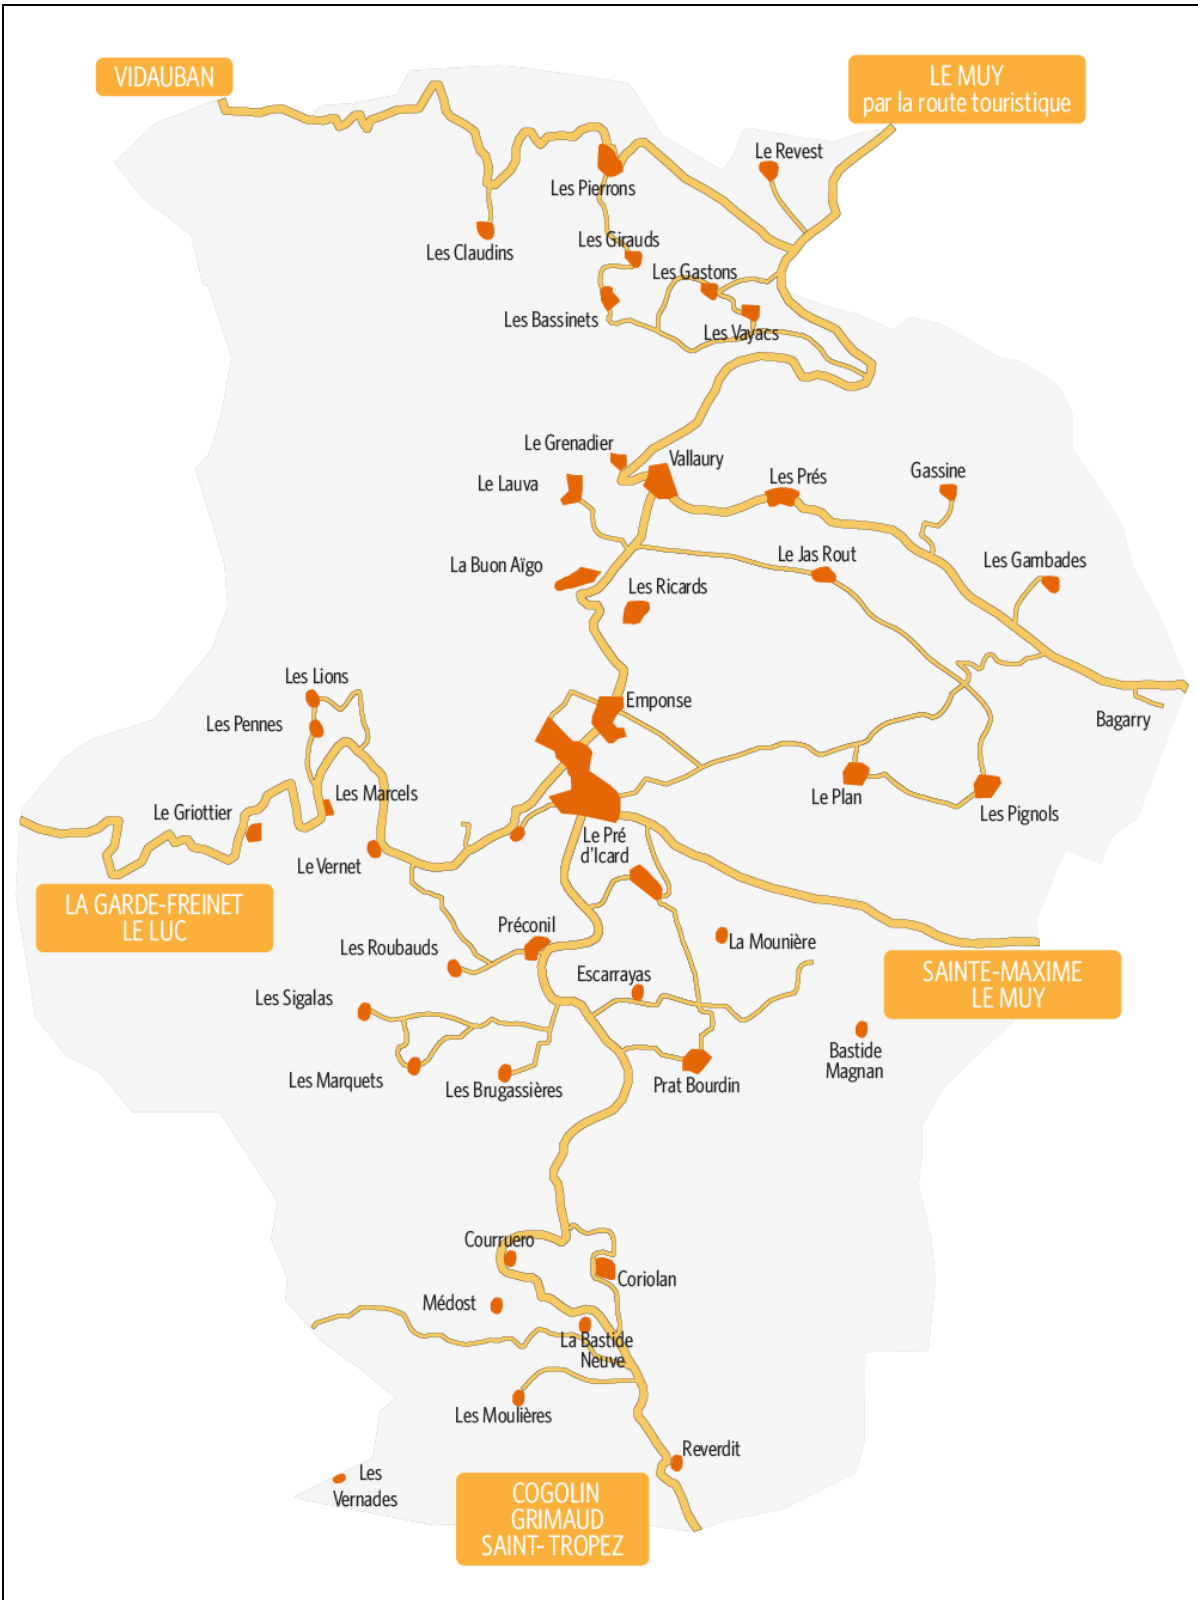 VIDAUBAN
LE MUY
par la route touristique
Le Revest
Les Pierrons
Les Claudins
Les Girauds
Les Gastons
Les Bassinets
Les Vayacs
Le Grenadier
Vallaury
Le Lauva
Les Prés
Gassine
La Buon Aïgo
Le Jas Rout
Les Gambades
Les Ricards
Les Lions
Emponse
Les Pennes
Bagarry
Les Marcels
Le Griottier
Le Plan
Les Pignols
Le Pré
d'Icard
Le Vernet
LA GARDE-FREINET
LE LUC
Préconil
Les Roubauds
La Mounière
Escarrayas
SAINTE-MAXIME
LE MUY
Les Sigalas
Bastide
Magnan
Les Marquets
Les Brugassières
Prat Bourdin
Courruero
Coriolan
Médost
La Bastide
Neuve
Les Moulières
Reverdit
Les
Vernades
COGOLIN
GRIMAUD
SAINT- TROPEZ